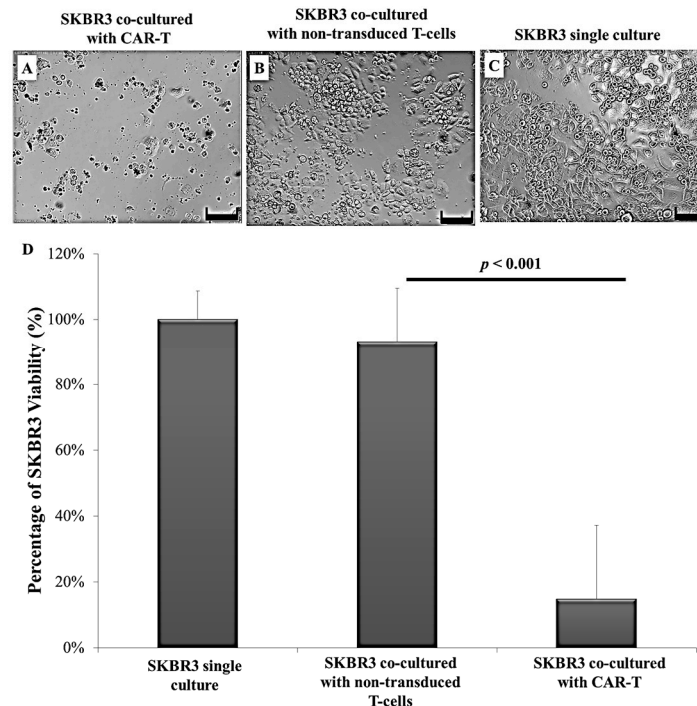 SKBR3 co-cultured
with CAR-T
SKBR3 co-cultured
with non-transduced T-cells
SKBR3 single culture
A
B
C
D
120%
100%
80%
60%
40%
20%
0%
Percentage of SKBR3 Viability (%)
p < 0.001
SKBR3 single
culture
SKBR3 co-cultured
with non-transduced
T-cells
SKBR3 co-cultured
with CAR-T